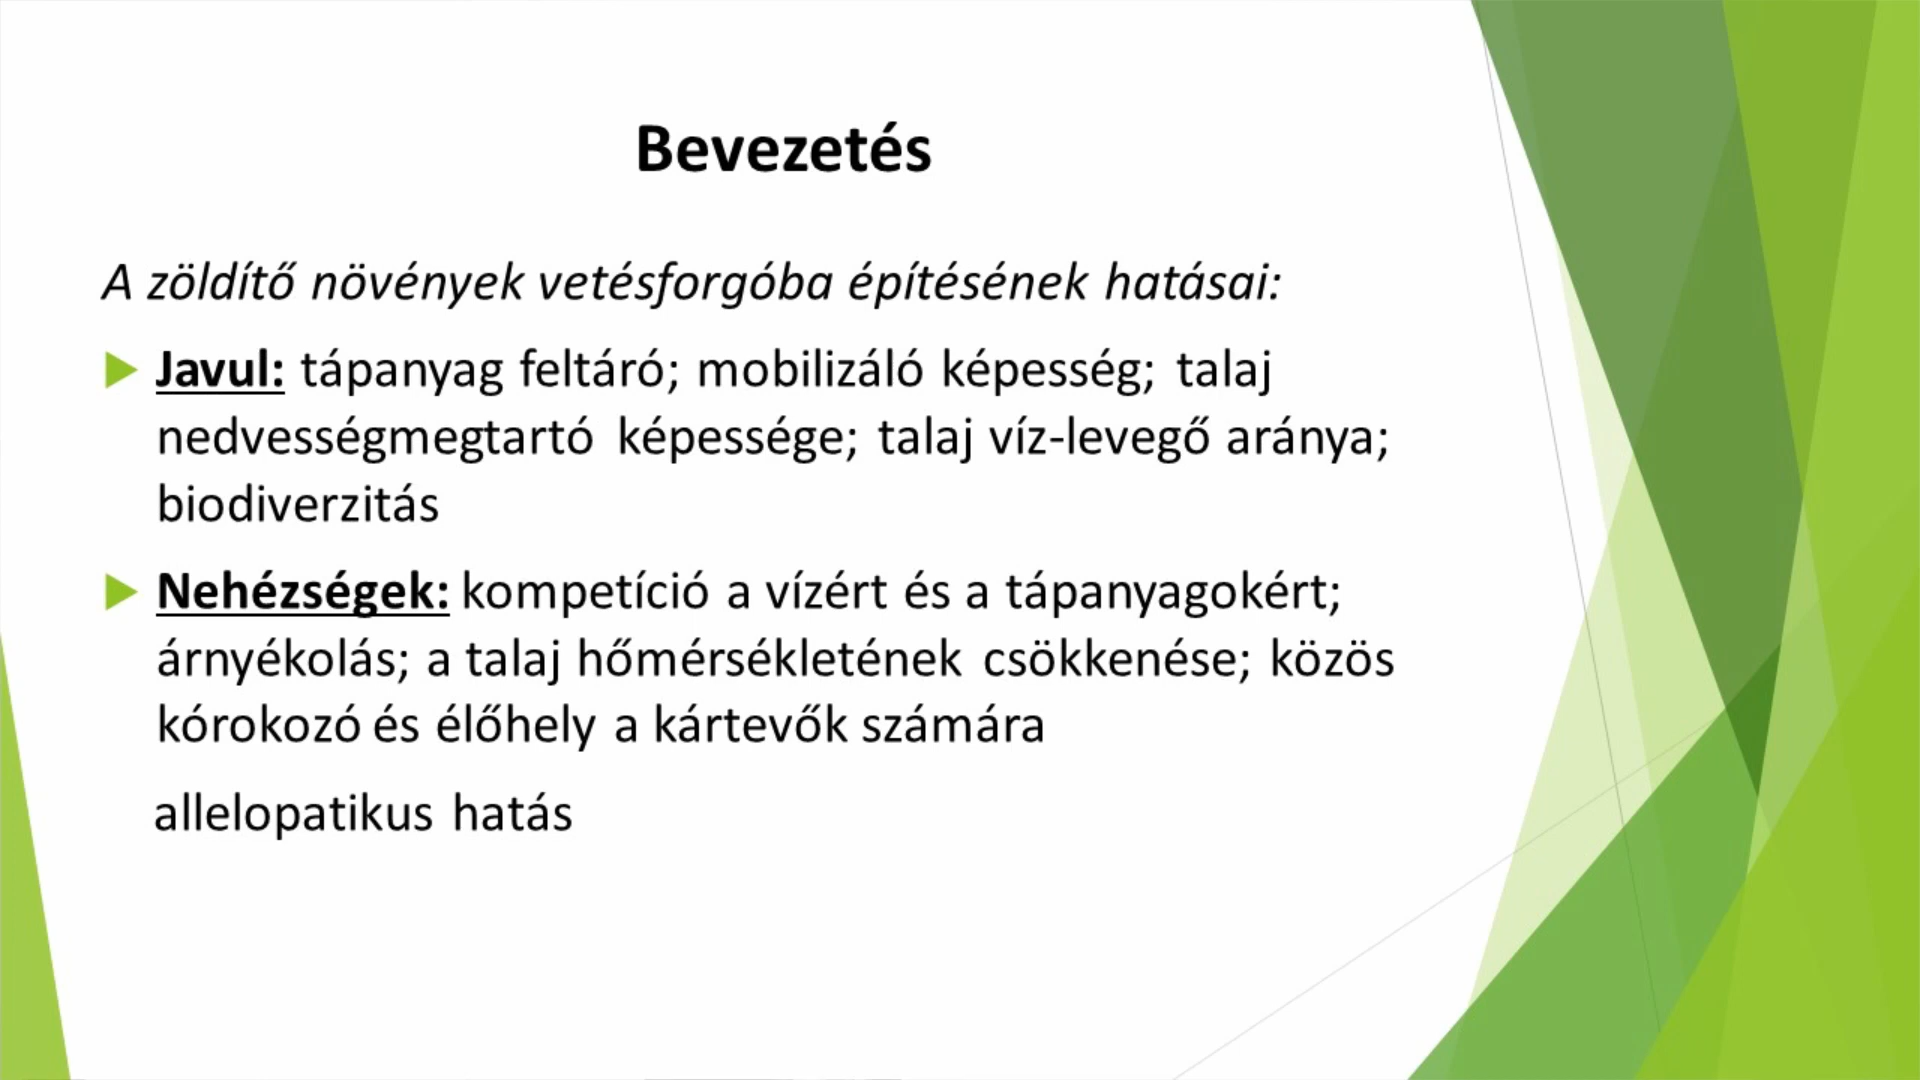 Bevezetés
A zöldítő növények vetésforgóba építésének hatásai:
Javul: tápanyag feltáró; mobilizáló képesség; talaj
nedvességmegtartó képessége; talaj víz-levegő aránya;
biodiverzitás
Nehézségek: kompetíció a vízért és a tápanyagokért;
árnyékolás; a talaj hőmérsékletének csökkenése; közös
kórokozó és élőhely a kártevők számára
allelopatikus hatás